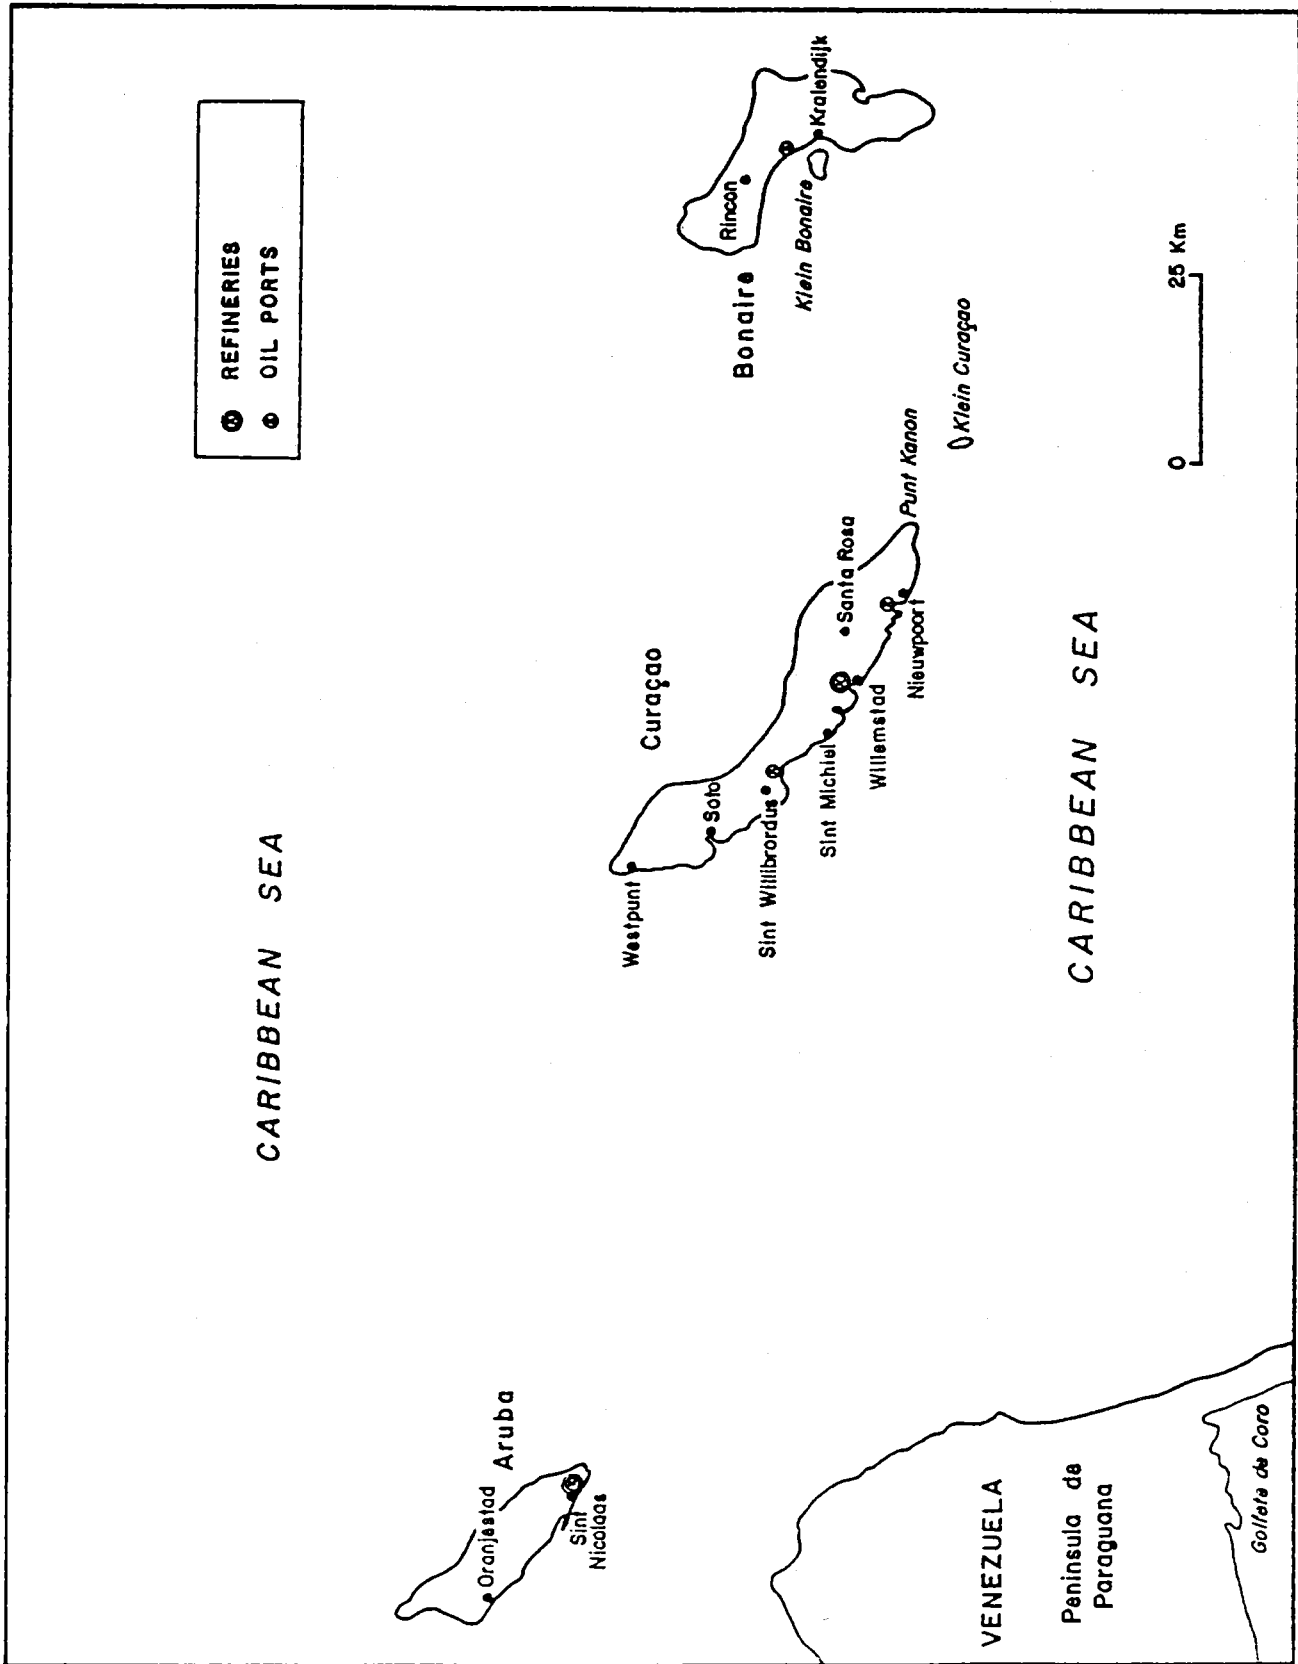 REFINERIES
OIL PORTS
CARIBBEAN SEA
Aruba
Oranjestad
Sint
Nicolaas
Curaçao
Westpunt
Soto
Sint Willibrordus
Sint Michiel
Willemstad
Santa Rosa
Nieuwpoort
Punt Kanon
Klein Curaçao
Bonaire
Rincon
Kralendijk
Klein Bonaire
VENEZUELA
Peninsula de
Paraguana
Golfete de Coro
CARIBBEAN SEA
0 25 Km